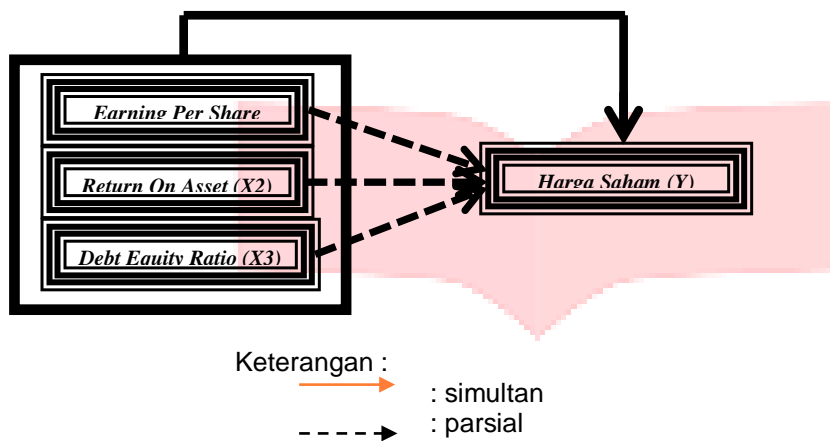 Earning Per Share
Return On Asset (X2)
Harga Saham (Y)
Debt Equity Ratio (X3)
Keterangan :
: simultan
: parsial